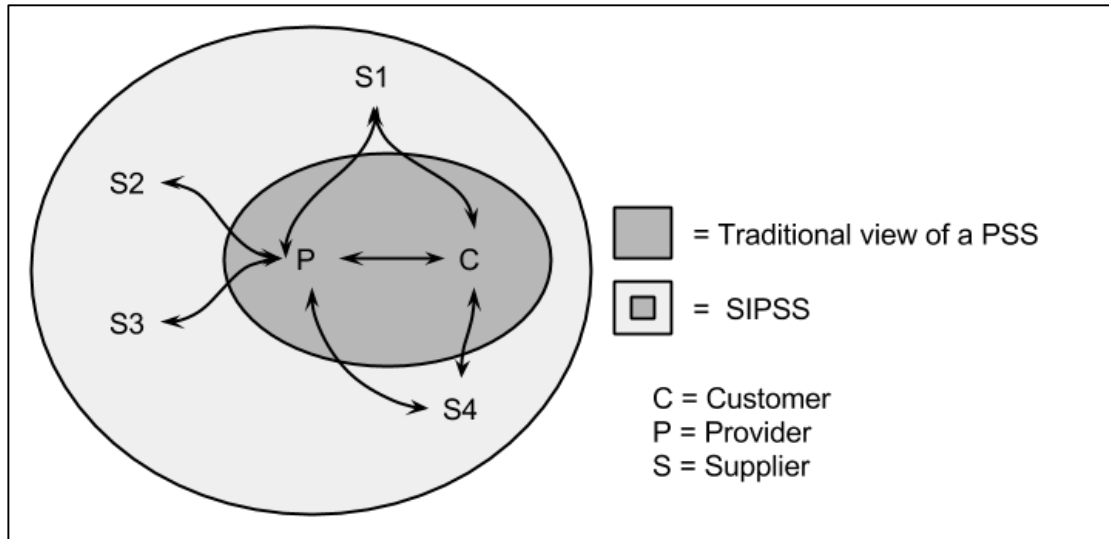 S1
S2
P
C
S3
S4
= Traditional view of a PSS
= SIPSS
C = Customer
P = Provider
S = Supplier